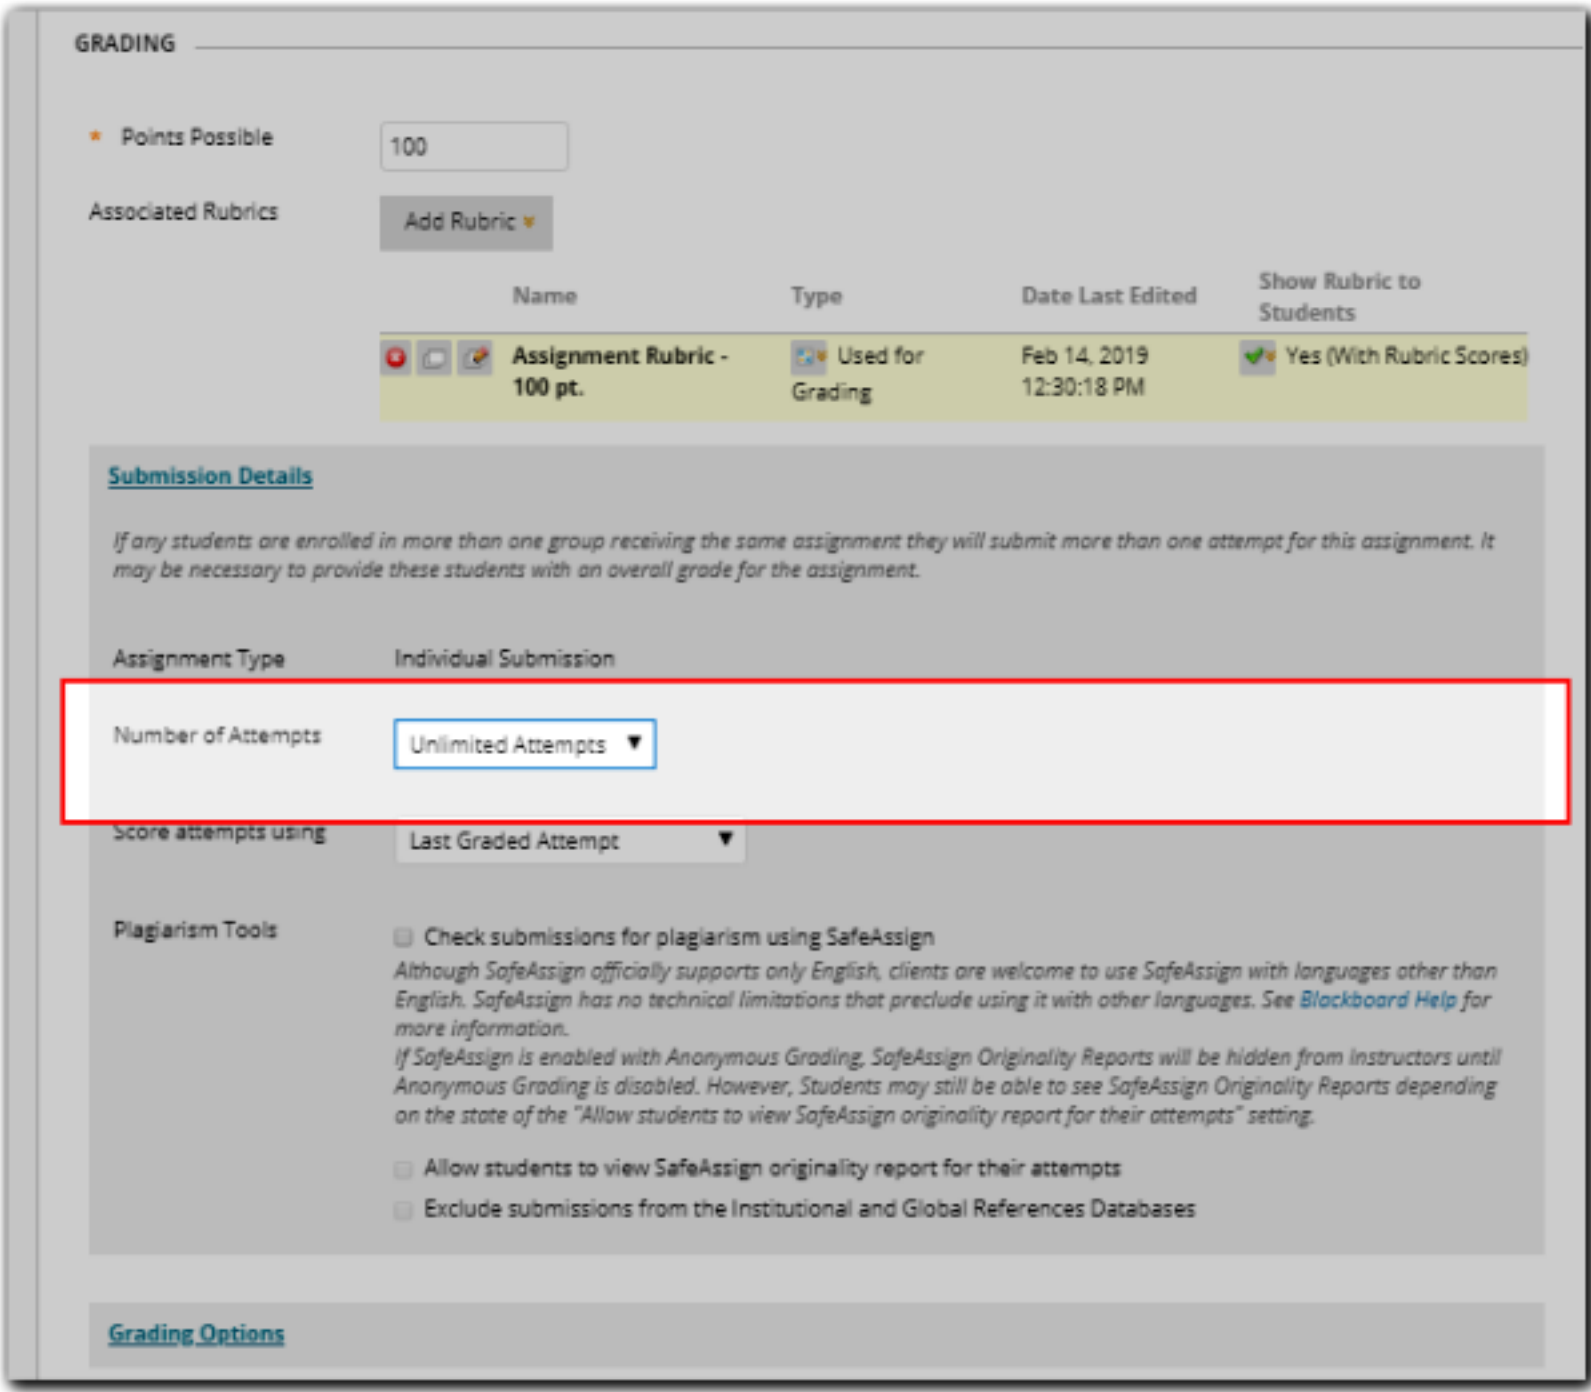 GRADING
* Points Possible
100
Associated Rubrics
Add Rubric
Name Type Date Last Edited Show Rubric to
Students
Assignment Rubric - Used for Feb 14, 2019 Yes (With Rubric Scores)
100 pt. Grading 12:30:18 PM
Submission Details
If any students are enrolled in more than one group receiving the same assignment they will submit more than one attempt for this assignment. It
may be necessary to provide these students with an overall grade for the assignment.
Assignment Type Individual Submission
Number of Attempts Unlimited Attempts
Score attempts using Last Graded Attempt
Plagiarism Tools
Check submissions for plagiarism using SafeAssign
Although SafeAssign officially supports only English, clients are welcome to use SafeAssign with languages other than
English. SafeAssign has no technical limitations that preclude using it with other languages. See Blackboard Help for
more information.
If SafeAssign is enabled with Anonymous Grading, SafeAssign Originality Reports will be hidden from instructors until
Anonymous Grading is disabled. However, Students may still be able to see SafeAssign Originality Reports depending
on the state of the "Allow students to view SafeAssign originality report for their attempts" setting.
Allow students to view SafeAssign originality report for their attempts
Exclude submissions from the Institutional and Global References Databases
Grading Options